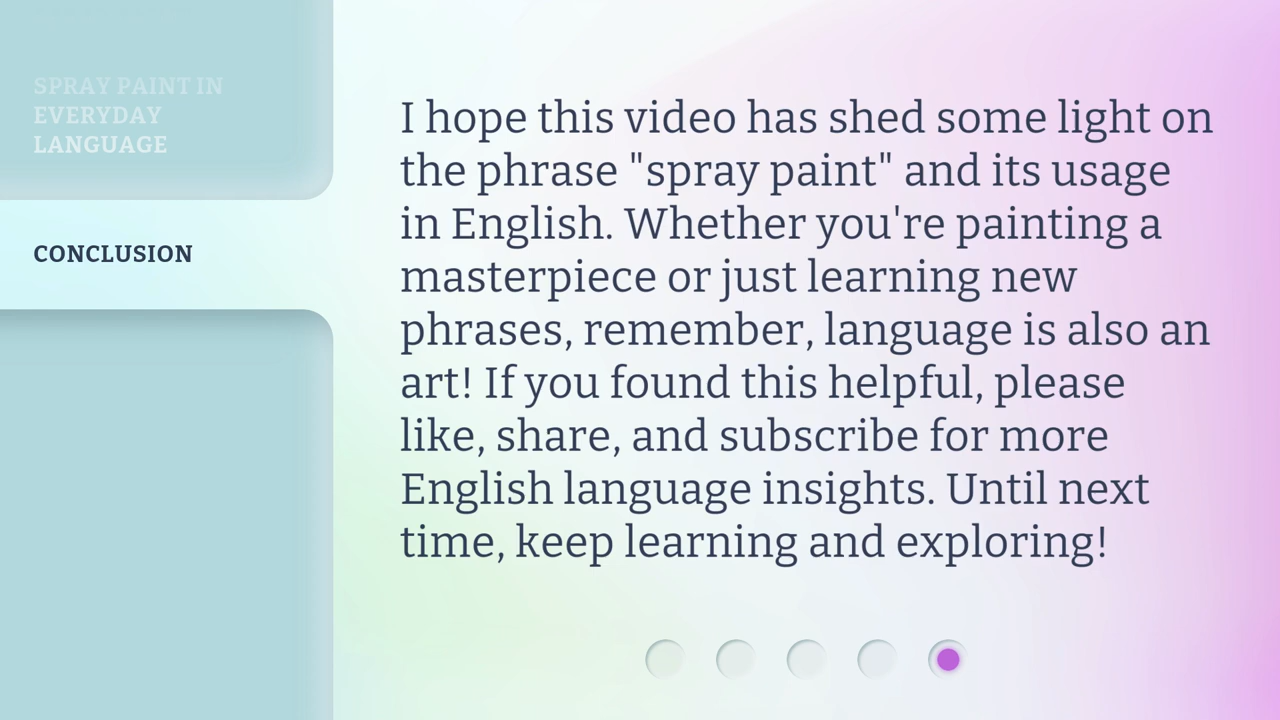 SPRAY PAINT IN
EVERYDAY
LANGUAGE
CONCLUSION
I hope this video has shed some light on
the phrase "spray paint" and its usage
in English. Whether you're painting a
masterpiece or just learning new
phrases, remember, language is also an
art! If you found this helpful, please
like, share, and subscribe for more
English language insights. Until next
time, keep learning and exploring!